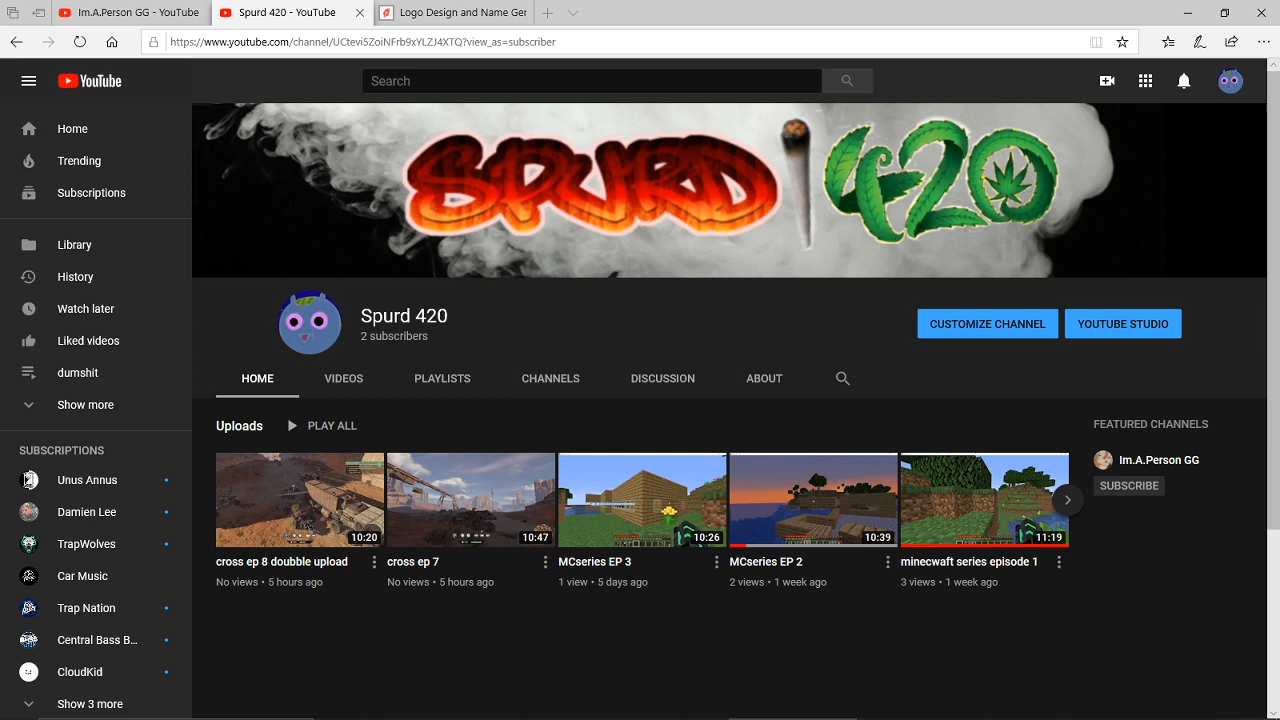 Im.A.Person GG - YouTube
Spurd 420 - YouTube
Logo Design and Name Ger
https://www.youtube.com/channel/UCtevi5ZoiNFrb9xYLZJ4XTQ?view_as=subscriber
YouTube
Search
Home
Trending
Subscriptions
Library
History
Watch later
Liked videos
dumshit
Show more
SUBSCRIPTIONS
Unus Annus
Damien Lee
TrapWolves
Car Music
Trap Nation
Central Bass B...
CloudKid
Show 3 more
SPURD 420
Spurd 420
2 subscribers
CUSTOMIZE CHANNEL
YOUTUBE STUDIO
HOME VIDEOS PLAYLISTS CHANNELS DISCUSSION ABOUT
Uploads PLAY ALL
10:20
cross ep 8 doubble upload
No views • 5 hours ago
10:47
cross ep 7
No views • 5 hours ago
10:26
MCseries EP 3
1 view • 5 days ago
10:39
MCseries EP 2
2 views • 1 week ago
11:19
minecwaft series episode 1
3 views • 1 week ago
FEATURED CHANNELS
Im.A.Person GG
SUBSCRIBE